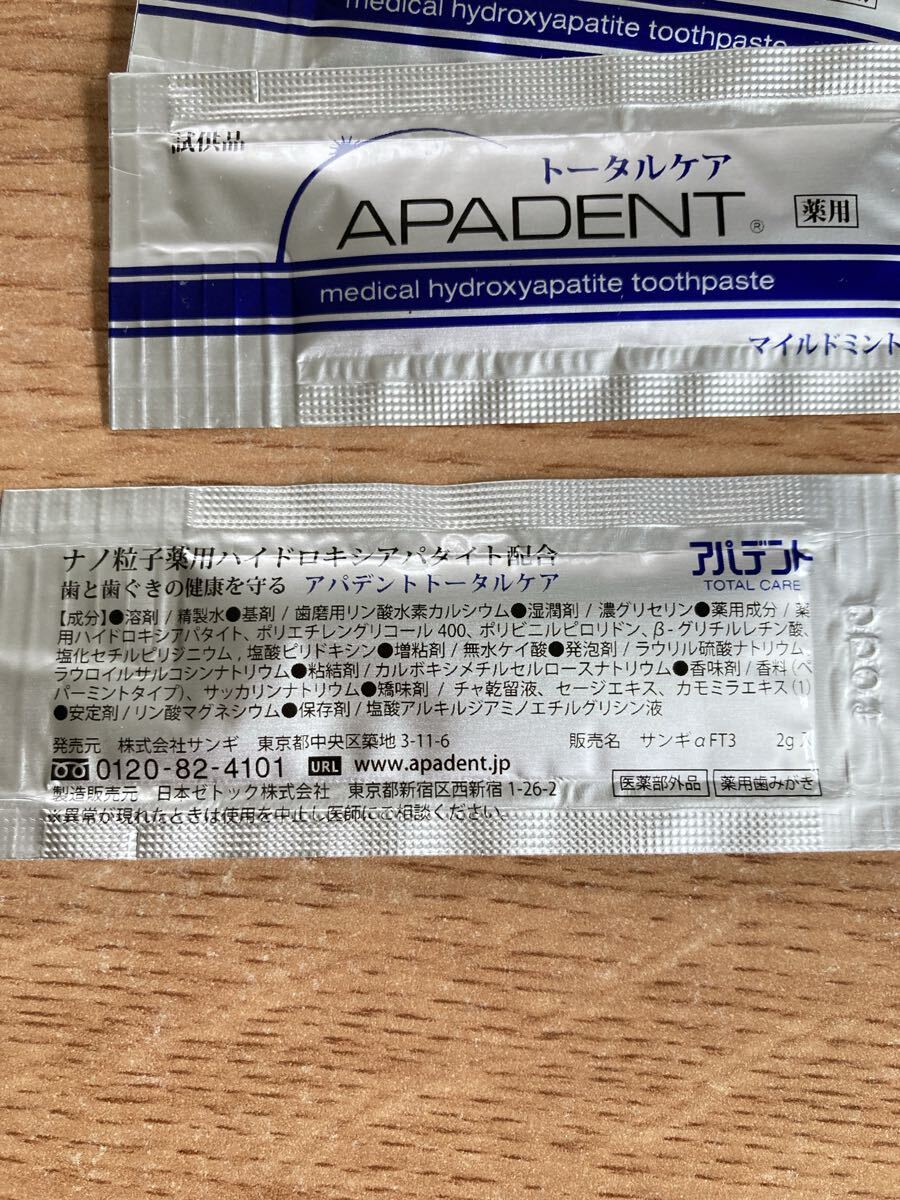 medical hydroxyapatite toothpaste
試供品
トータルケア
APADENT® 薬用
medical hydroxyapatite toothpaste
マイルドミント
ナノ粒子薬用ハイドロキシアパタイト配合
歯と歯ぐきの健康を守る アパデントトータルケア
アパデント
TOTAL CARE
【成分】●溶剤/精製水●基剤/歯磨用リン酸水素カルシウム●湿潤剤/濃グリセリン●薬用成分/薬
用ハイドロキシアパタイト、ポリエチレングリコール400、ポリビニルピロリドン、β-グリチルレチン酸、
塩化セチルピリジニウム,塩酸ピリドキシン●増粘剤/無水ケイ酸●発泡剤/ラウリル硫酸ナトリウム、
ラウロイルサルコシンナトリウム●粘結剤/カルボキシメチルセルロースナトリウム●香味剤/香料(ペ
パーミントタイプ)、サッカリンナトリウム●矯味剤/チャ乾留液、セージエキス、カモミラエキス(1)
●安定剤/リン酸マグネシウム●保存剤/塩酸アルキルジアミノエチルグリシン液
発売元 株式会社サンギ 東京都中央区築地3-11-6 販売名 サンギαFT3 2g入
0120-82-4101 URL www.apadent.jp
医薬部外品 薬用歯みがき
製造販売元 日本ゼトック株式会社 東京都新宿区西新宿1-26-2
※異常が現れたときは使用を中止し医師にご相談ください。